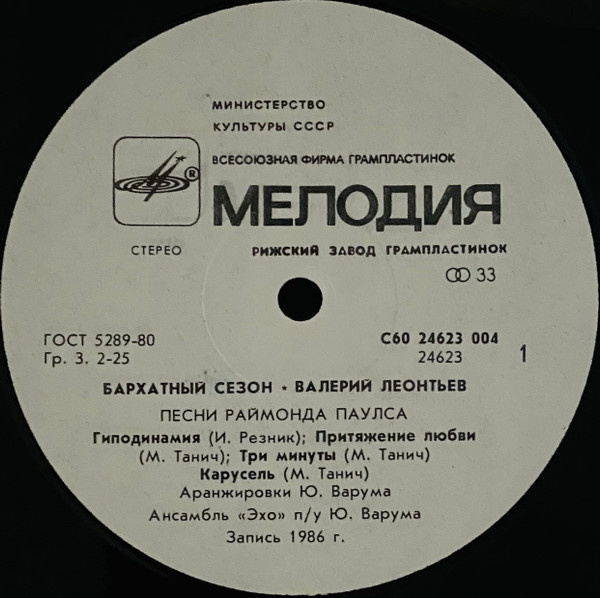 МИНИСТЕРСТВО
КУЛЬТУРЫ СССР
ВСЕСОЮЗНАЯ ФИРМА ГРАМПЛАСТИНОК
®
МЕЛОДИЯ
СТЕРЕО
РИЖСКИЙ ЗАВОД ГРАМПЛАСТИНОК
33
ГОСТ 5289-80
С60 24623 004
Гр. 3. 2-25
24623
1
БАРХАТНЫЙ СЕЗОН • ВАЛЕРИЙ ЛЕОНТЬЕВ
ПЕСНИ РАЙМОНДА ПАУЛСА
Гиподинамия (И. Резник); Притяжение любви
(М. Танич); Три минуты (М. Танич)
Карусель (М. Танич)
Аранжировки Ю. Варума
Ансамбль «Эхо» п/у Ю. Варума
Запись 1986 г.